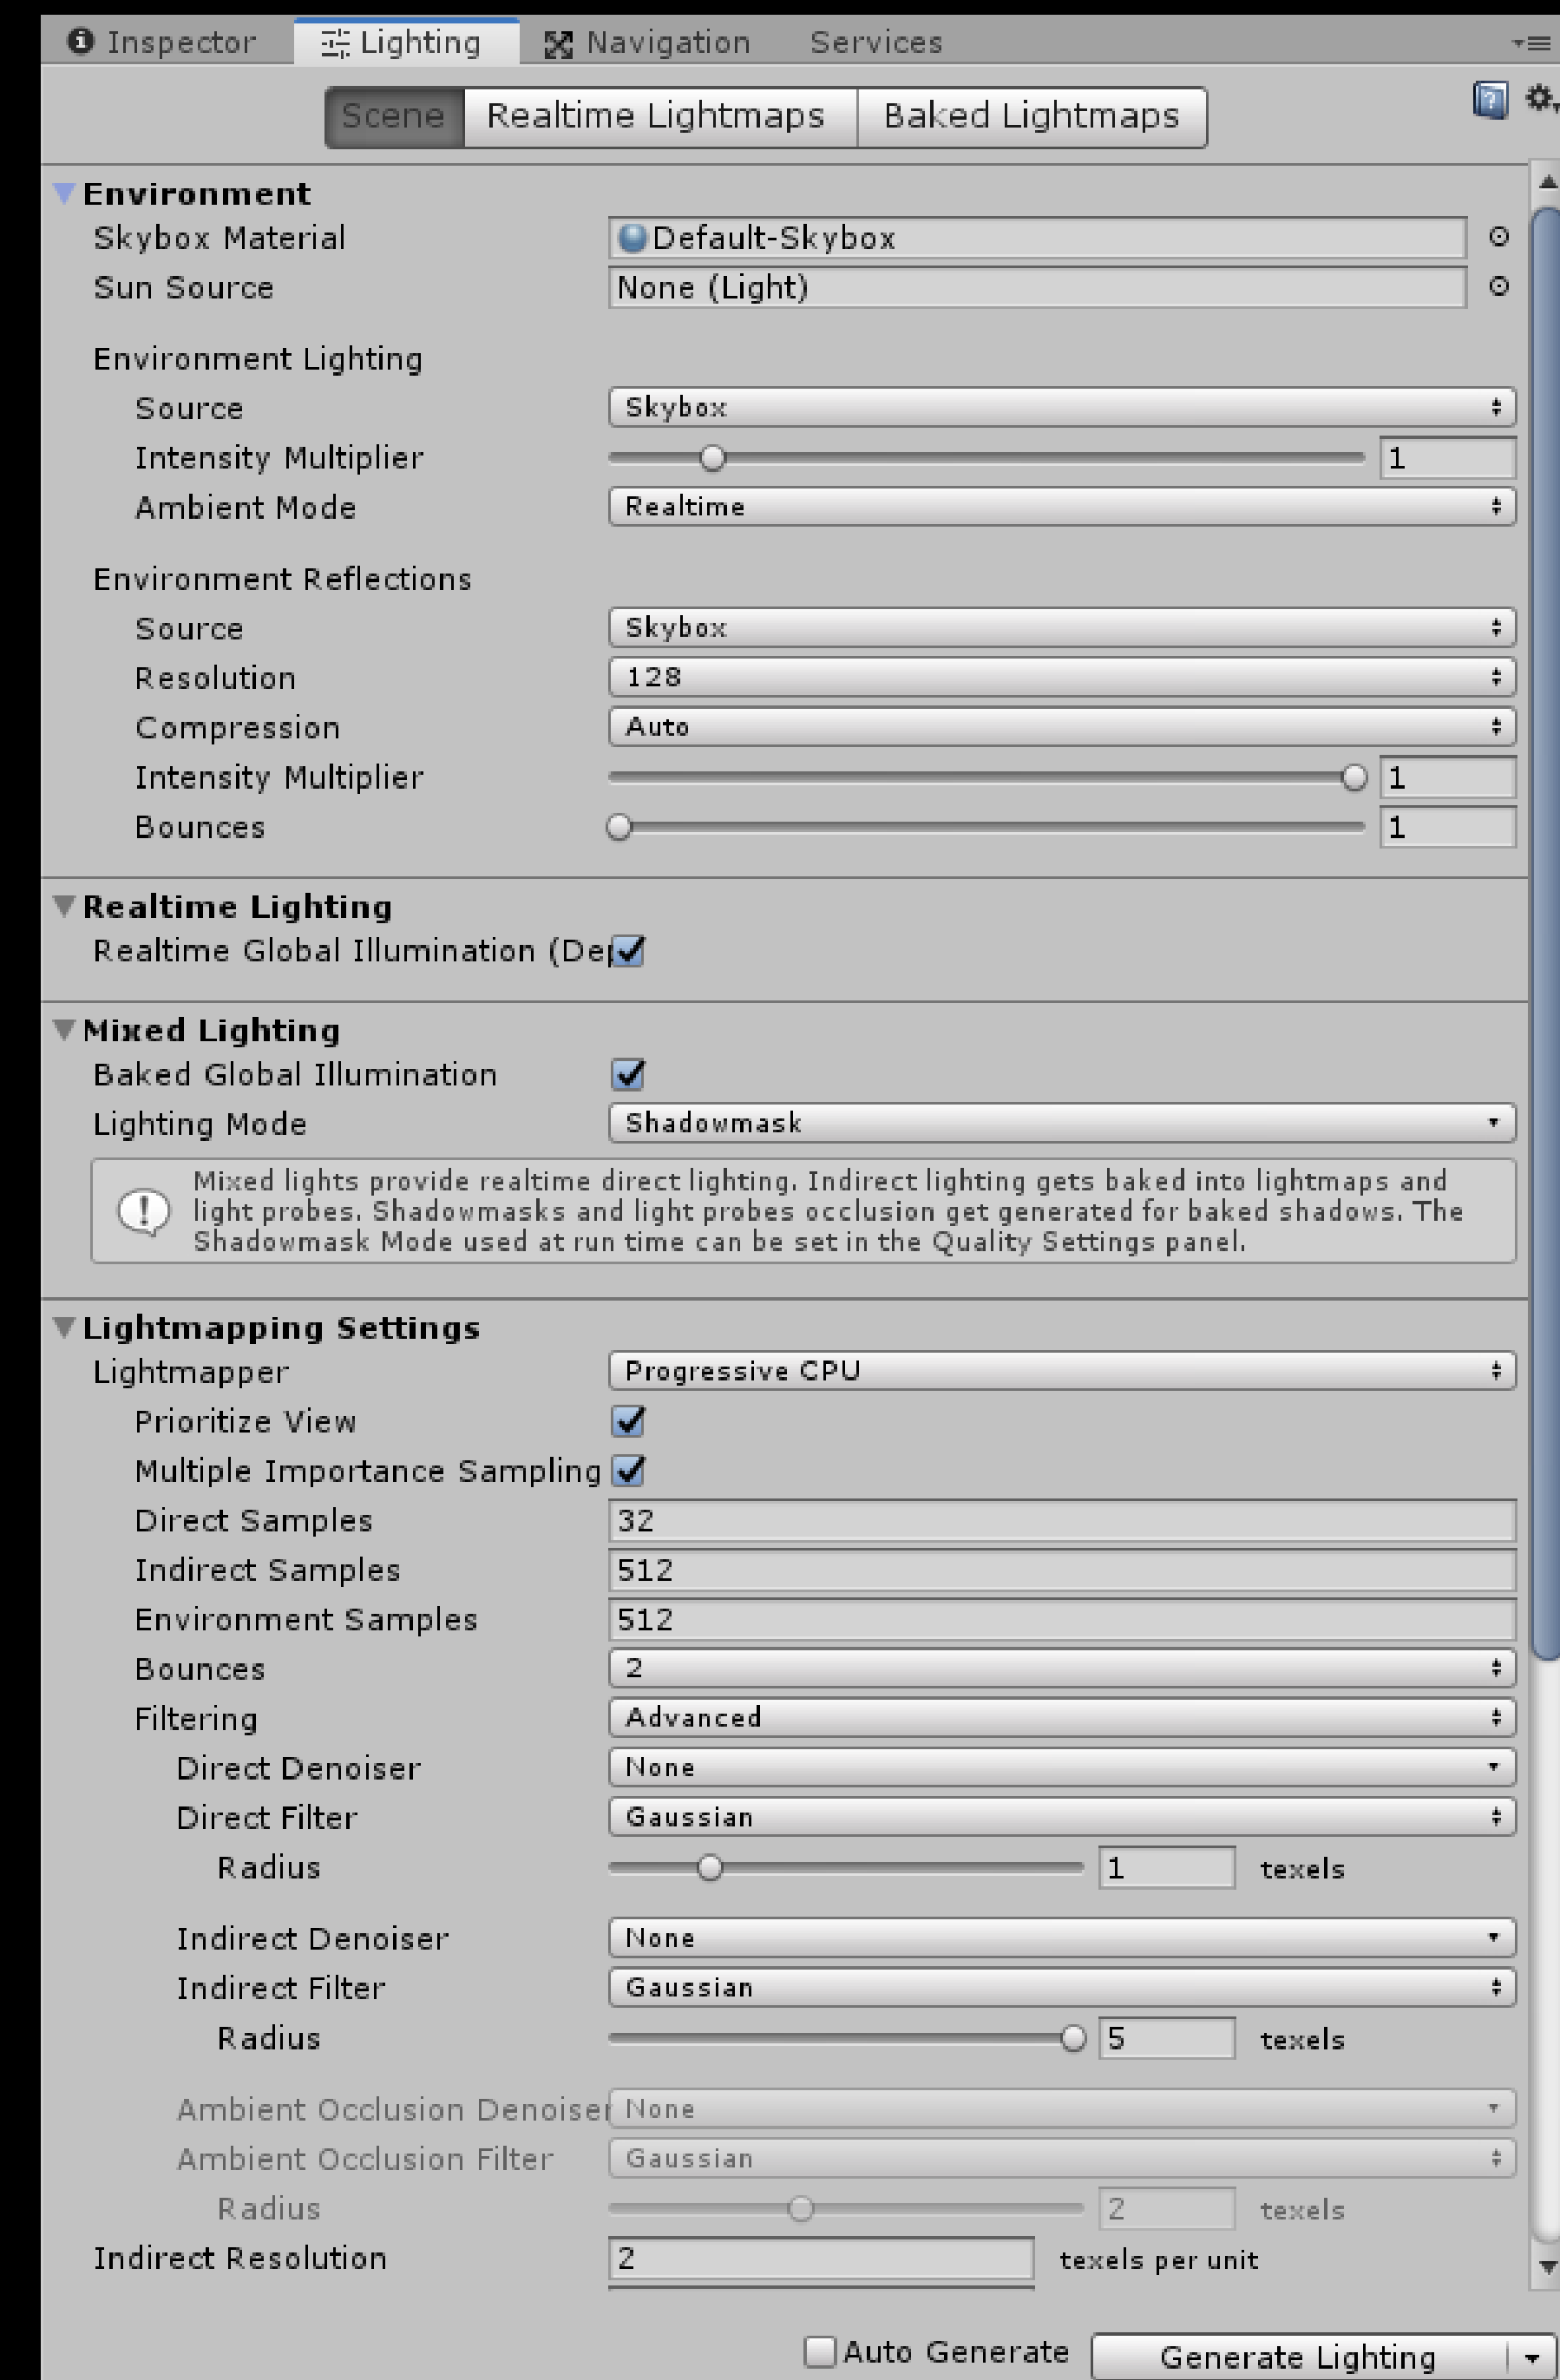 Inspector Lighting Navigation Services
Scene Realtime Lightmaps Baked Lightmaps
Environment
Skybox Material Default-Skybox
Sun Source None (Light)
Environment Lighting
Source Skybox
Intensity Multiplier 1
Ambient Mode Realtime
Environment Reflections
Source Skybox
Resolution 128
Compression Auto
Intensity Multiplier 1
Bounces 1
Realtime Lighting
Realtime Global Illumination (Dep
Mixed Lighting
Baked Global Illumination
Lighting Mode Shadowmask
Mixed lights provide realtime direct lighting. Indirect lighting gets baked into lightmaps and
light probes. Shadowmasks and light probes occlusion get generated for baked shadows. The
Shadowmask Mode used at run time can be set in the Quality Settings panel.
Lightmapping Settings
Lightmapper Progressive CPU
Prioritize View
Multiple Importance Sampling
Direct Samples 32
Indirect Samples 512
Environment Samples 512
Bounces 2
Filtering Advanced
Direct Denoiser None
Direct Filter Gaussian
Radius 1 texels
Indirect Denoiser None
Indirect Filter Gaussian
Radius 5 texels
Ambient Occlusion Denoiser None
Ambient Occlusion Filter Gaussian
Radius 2 texels
Indirect Resolution 2 texels per unit
Auto Generate Generate Lighting